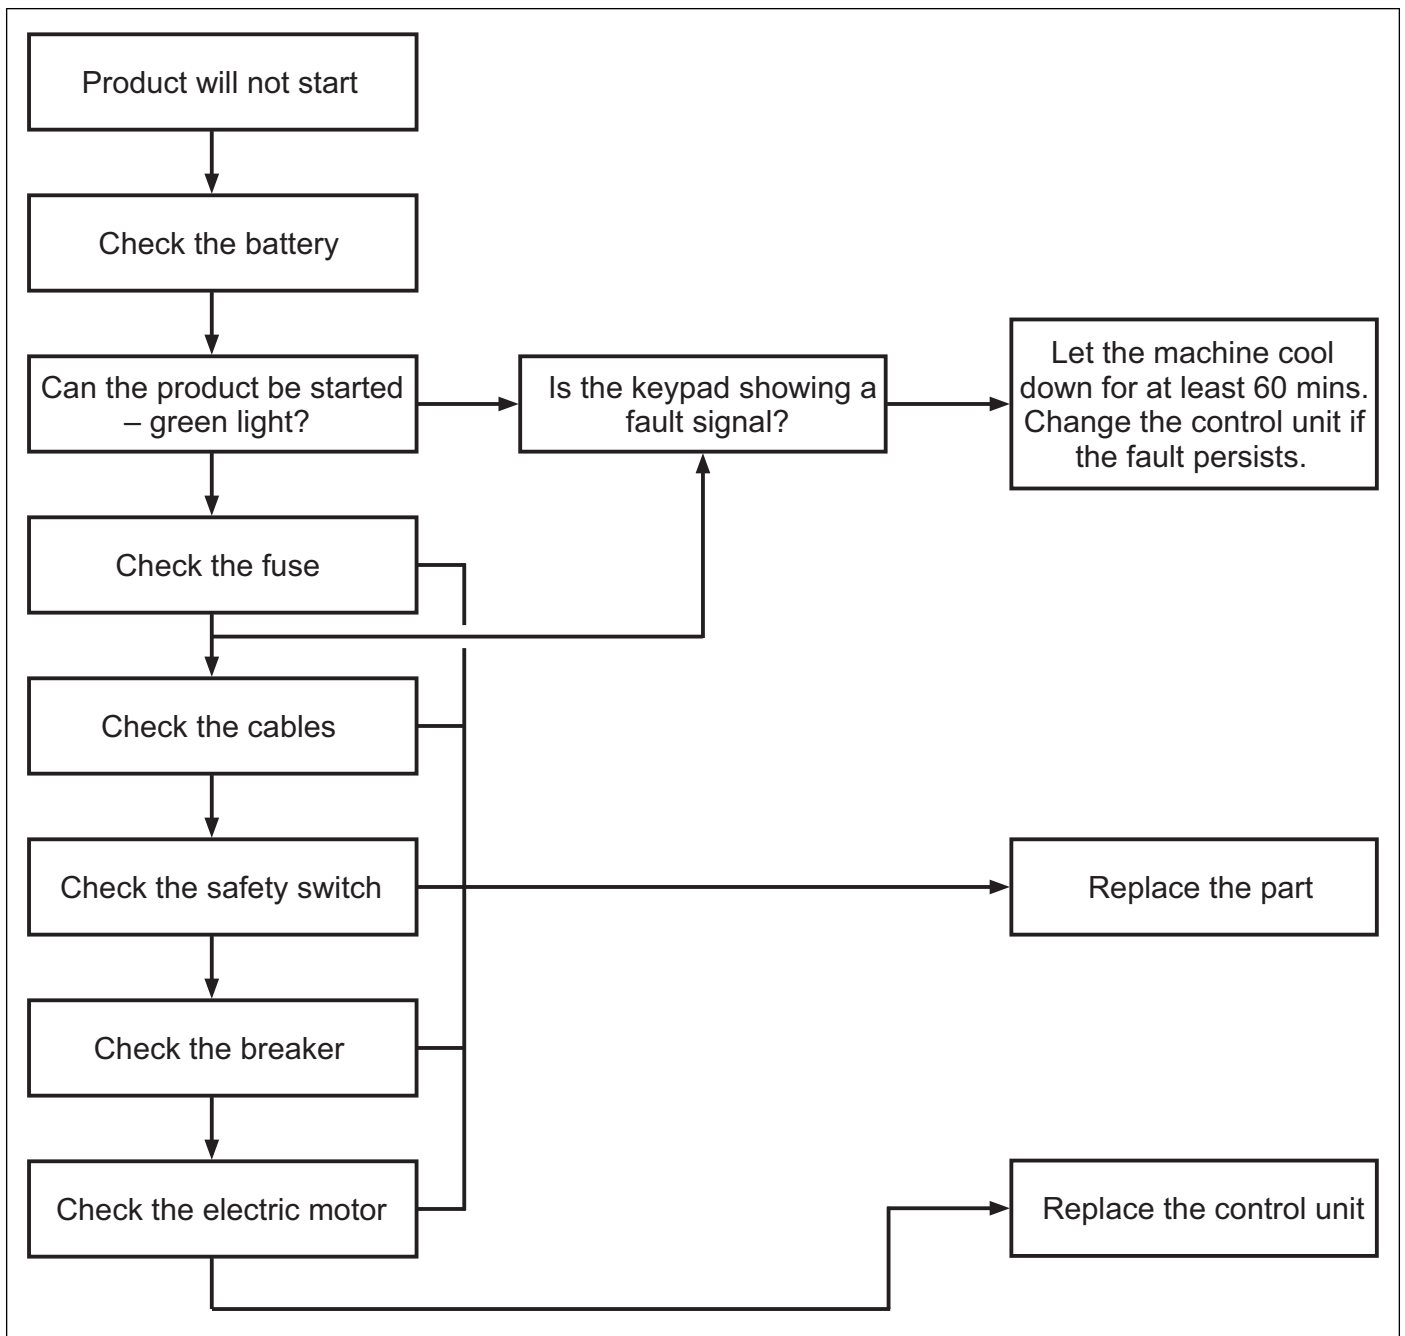 Product will not start
Check the battery
Can the product be started
– green light?
Is the keypad showing a
fault signal?
Let the machine cool
down for at least 60 mins.
Change the control unit if
the fault persists.
Check the fuse
Check the cables
Check the safety switch
Replace the part
Check the breaker
Check the electric motor
Replace the control unit